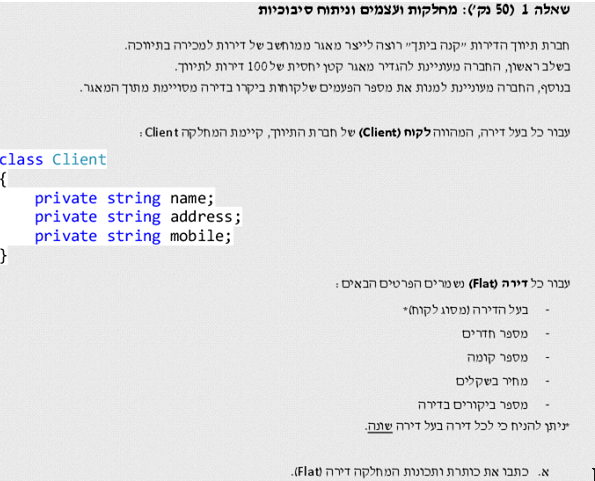 שאלה 1 (50 נק'): מחלקות ועצמים וניתוח סיבוכיות
חברת תיווך הדירות "קנה ביתך" רוצה לייצר מאגר ממוחשב של דירות למכירה בתיווכה.
בשלב ראשון, החברה מעוניינת להגדיר מאגר קטן יחסית של 100 דירות לתיווך.
בנוסף, החברה מעוניינת למנות את מספר הפעמים שלקוחות ביקרו בדירה מסויימת מתוך המאגר.
עבור כל בעל דירה, המהווה לקוח (Client) של חברת התיווך, קיימת המחלקה Client:
class Client
{
private string name;
private string address;
private string mobile;
}
עבור כל דירה (Flat) נשמרים הפרטים הבאים:
- בעל הדירה (מסוג לקוח)*
- מספר חדרים
- מספר קומה
- מחיר בשקלים
- מספר ביקורים בדירה
*ניתן להניח כי לכל דירה בעל דירה שונה.
א. כתבו את כותרת ותכונות המחלקה דירה (Flat).